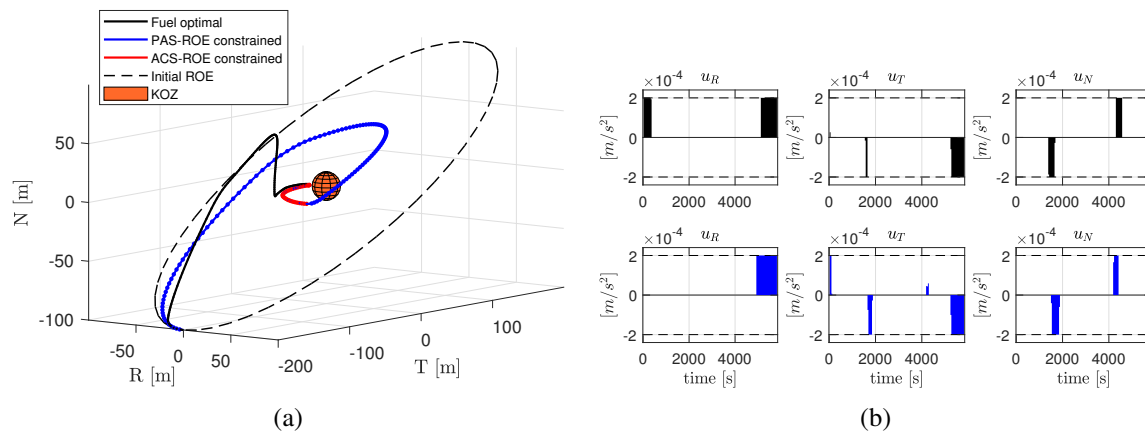 Fuel optimal
PAS-ROE constrained
ACS-ROE constrained
Initial ROE
KOZ
50
0
-50
-100
N [m]
-50
0
50
R [m]
-200
-100
0
100
T [m]
(a)
×10⁻⁴ u_R
×10⁻⁴ u_T
×10⁻⁴ u_N
[m/s²]
2
0
-2
0 2000 4000
[m/s²]
2
0
-2
0 2000 4000
[m/s²]
2
0
-2
0 2000 4000
×10⁻⁴ u_R
×10⁻⁴ u_T
×10⁻⁴ u_N
[m/s²]
2
0
-2
0 2000 4000
time [s]
[m/s²]
2
0
-2
0 2000 4000
time [s]
[m/s²]
2
0
-2
0 2000 4000
time [s]
(b)